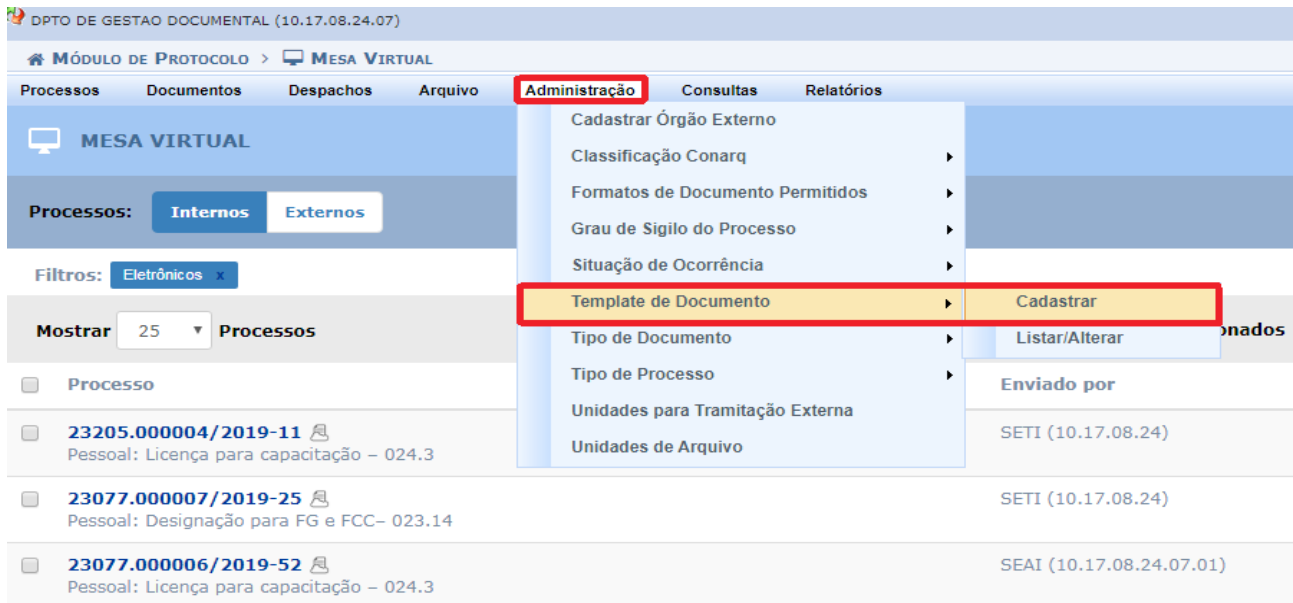 DPTO DE GESTAO DOCUMENTAL (10.17.08.24.07)
MÓDULO DE PROTOCOLO > MESA VIRTUAL
Processos Documentos Despachos Arquivo Administração Consultas Relatórios
MESA VIRTUAL
Cadastrar Órgão Externo
Classificação Conarq
Formatos de Documento Permitidos
Grau de Sigilo do Processo
Situação de Ocorrência
Template de Documento
Tipo de Documento
Tipo de Processo
Unidades para Tramitação Externa
Unidades de Arquivo
Cadastrar
Listar/Alterar
Processos: Internos Externos
Filtros: Eletrônicos x
Mostrar 25 Processos
onados
Processo Enviado por
23205.000004/2019-11 SETI (10.17.08.24)
Pessoal: Licença para capacitação – 024.3
23077.000007/2019-25 SETI (10.17.08.24)
Pessoal: Designação para FG e FCC– 023.14
23077.000006/2019-52 SEAI (10.17.08.24.07.01)
Pessoal: Licença para capacitação – 024.3